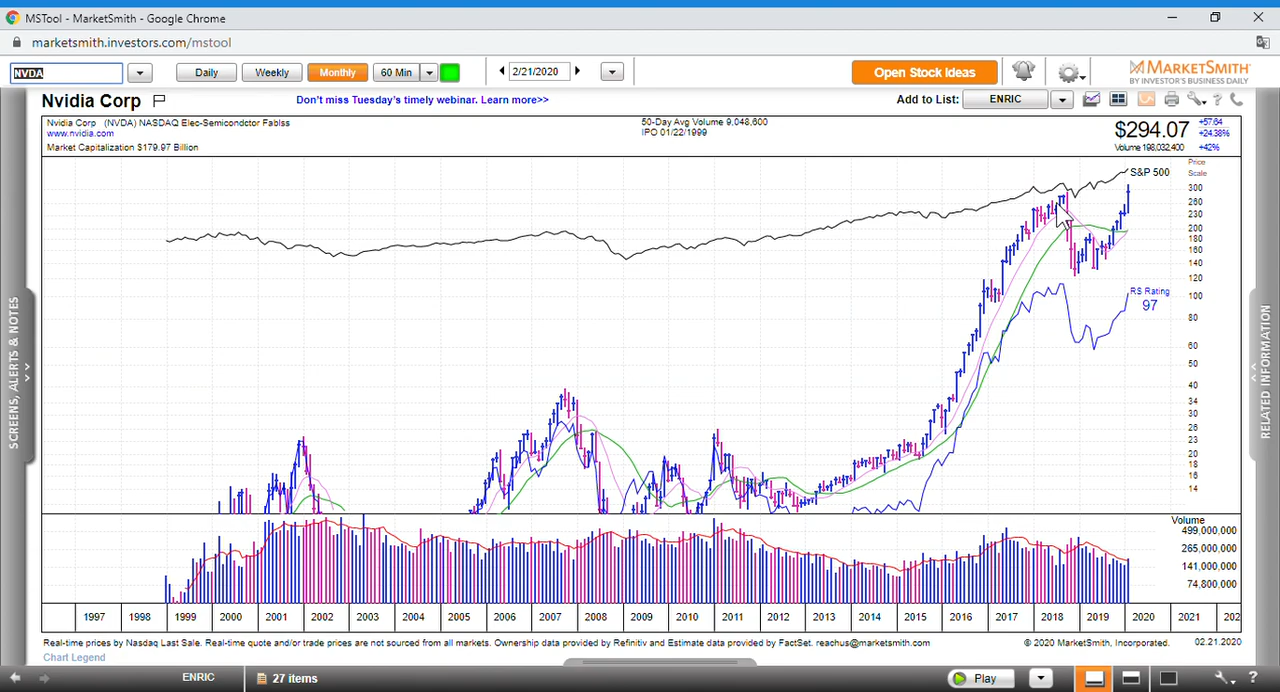 MSTool - MarketSmith - Google Chrome
marketsmith.investors.com/mstool
NVDA
Daily
Weekly
Monthly
60 Min
2/21/2020
Open Stock Ideas
MARKETSMITH
BY INVESTOR'S BUSINESS DAILY
Nvidia Corp
Don't miss Tuesday's timely webinar. Learn more>>
Add to List:
ENRIC
Nvidia Corp (NVDA) NASDAQ Elec-Semicondctor Fablss
www.nvidia.com
Market Capitalization $179.97 Billion
50-Day Avg Volume 9,048,600
IPO 01/22/1999
$294.07
+57.64
+24.38%
Volume 198,032,400
+42%
Price
Scale
S&P 500
300
260
230
200
180
160
140
120
100
80
60
50
40
34
30
28
23
20
18
16
14
RS Rating
97
Volume
499,000,000
265,000,000
141,000,000
74,800,000
1997 1998 1999 2000 2001 2002 2003 2004 2005 2006 2007 2008 2009 2010 2011 2012 2013 2014 2015 2016 2017 2018 2019 2020 2021 202
SCREENS, ALERTS & NOTES
RELATED INFORMATION
Real-time prices by Nasdaq Last Sale. Real-time quote and/or trade prices are not sourced from all markets. Ownership data provided by Refinitiv and Estimate data provided by FactSet. reachus@marketsmith.com
© 2020 MarketSmith, Incorporated.
02.21.2020
Chart Legend
ENRIC
27 items
Play